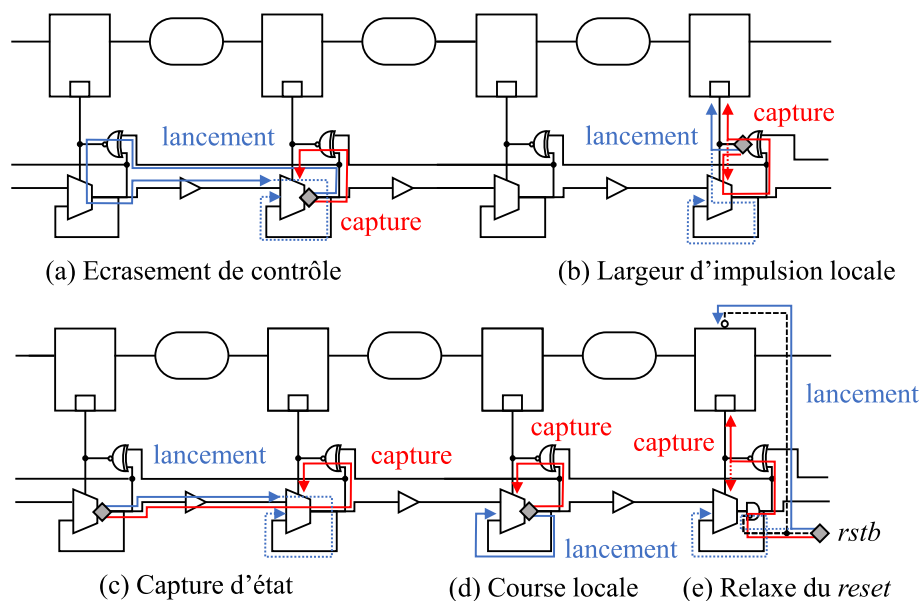 lancement
capture
lancement
capture
(a) Ecrasement de contrôle
(b) Largeur d’impulsion locale
lancement
lancement
capture
capture
capture
lancement
rstb
(c) Capture d’état
(d) Course locale
(e) Relaxe du reset